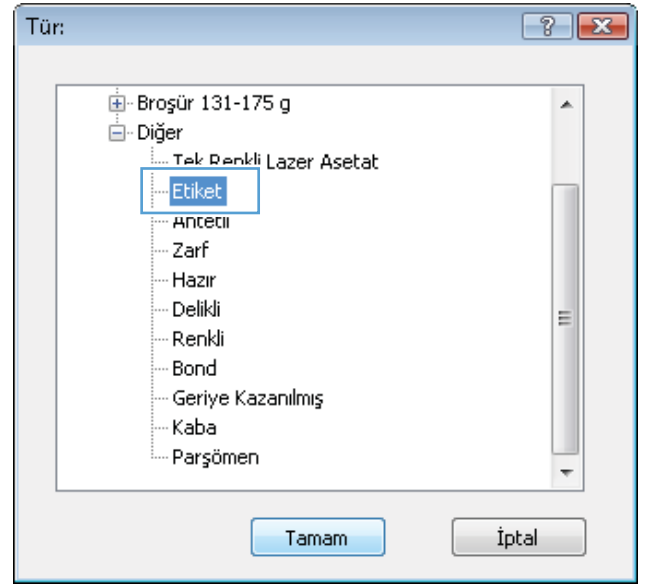 Tür:
Broşür 131-175 g
Diğer
Tek Renkli Lazer Asetat
Etiket
Antetli
Zarf
Hazır
Delikli
Renkli
Bond
Geriye Kazanılmış
Kaba
Parşömen
Tamam
İptal